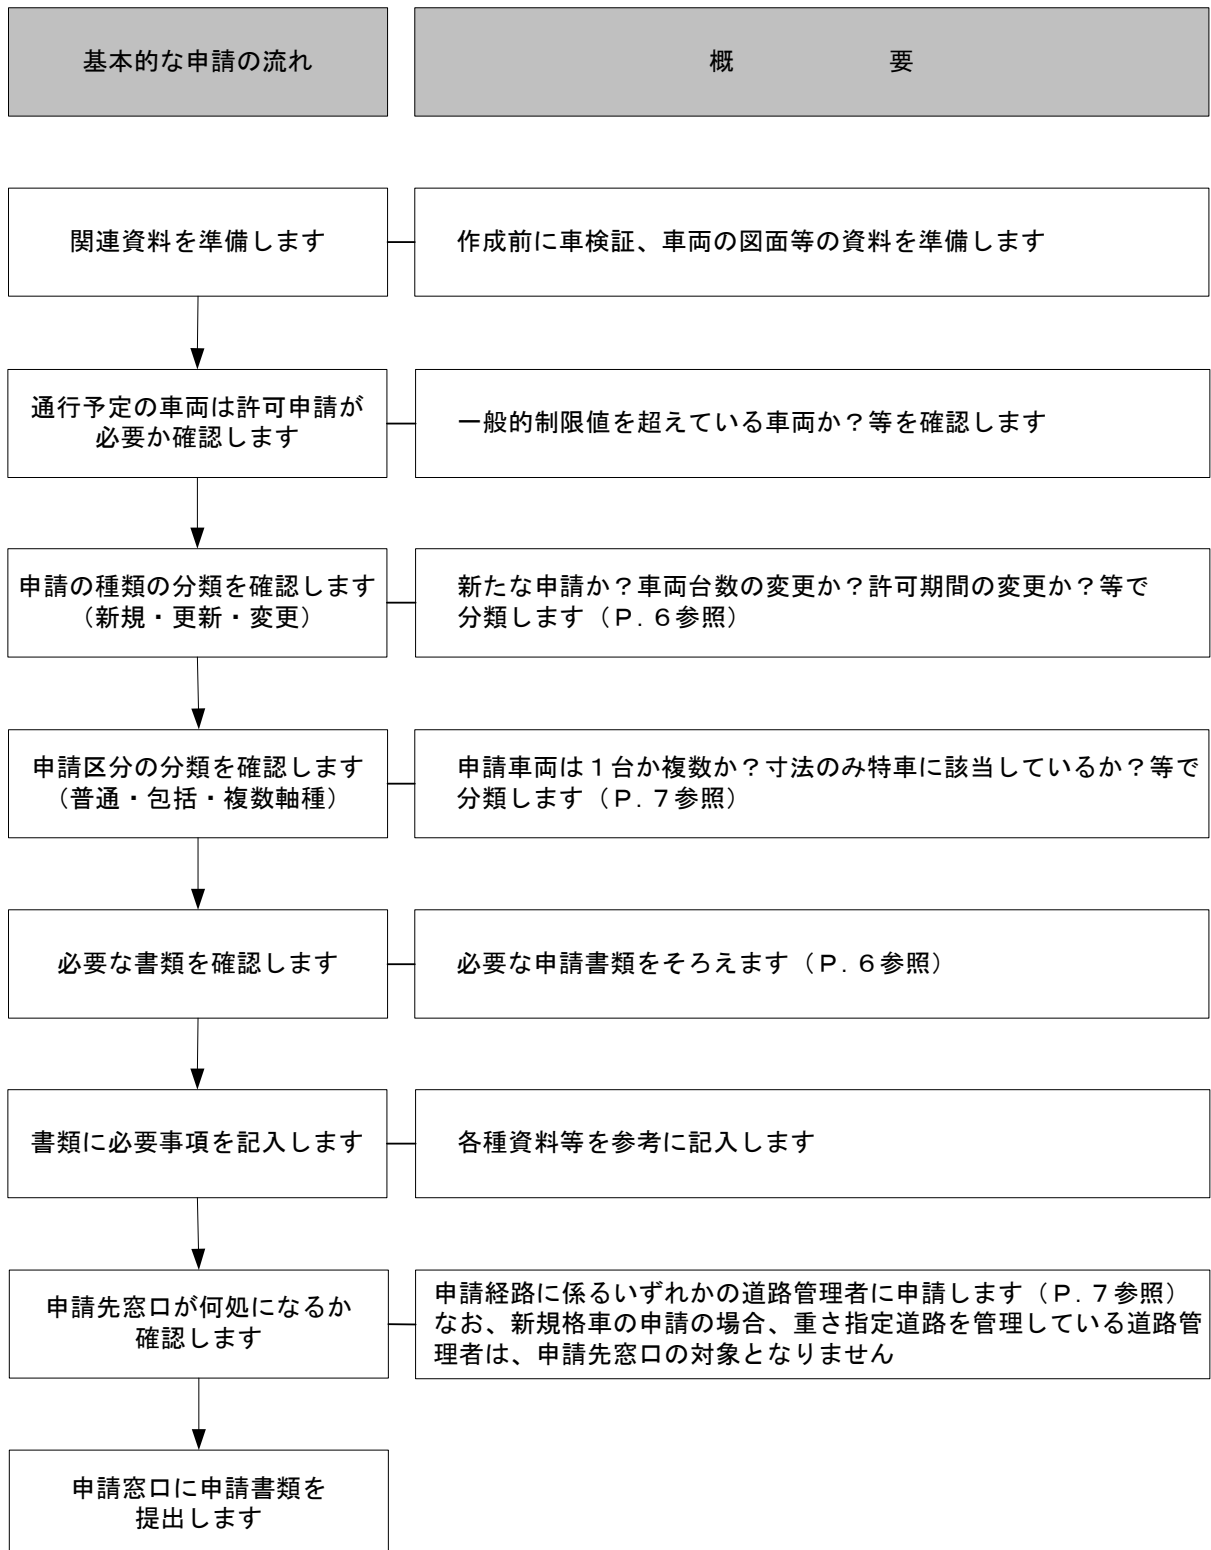 基本的な申請の流れ
概　　　　　要
関連資料を準備します
作成前に車検証、車両の図面等の資料を準備します
通行予定の車両は許可申請が
必要か確認します
一般的制限値を超えている車両か？等を確認します
申請の種類の分類を確認します
（新規・更新・変更）
新たな申請か？車両台数の変更か？許可期間の変更か？等で
分類します（Ｐ．６参照）
申請区分の分類を確認します
（普通・包括・複数軸種）
申請車両は１台か複数か？寸法のみ特車に該当しているか？等で
分類します（Ｐ．７参照）
必要な書類を確認します
必要な申請書類をそろえます（Ｐ．６参照）
書類に必要事項を記入します
各種資料等を参考に記入します
申請先窓口が何処になるか
確認します
申請経路に係るいずれかの道路管理者に申請します（Ｐ．７参照）
なお、新規格車の申請の場合、重さ指定道路を管理している道路管
理者は、申請先窓口の対象となりません
申請窓口に申請書類を
提出します